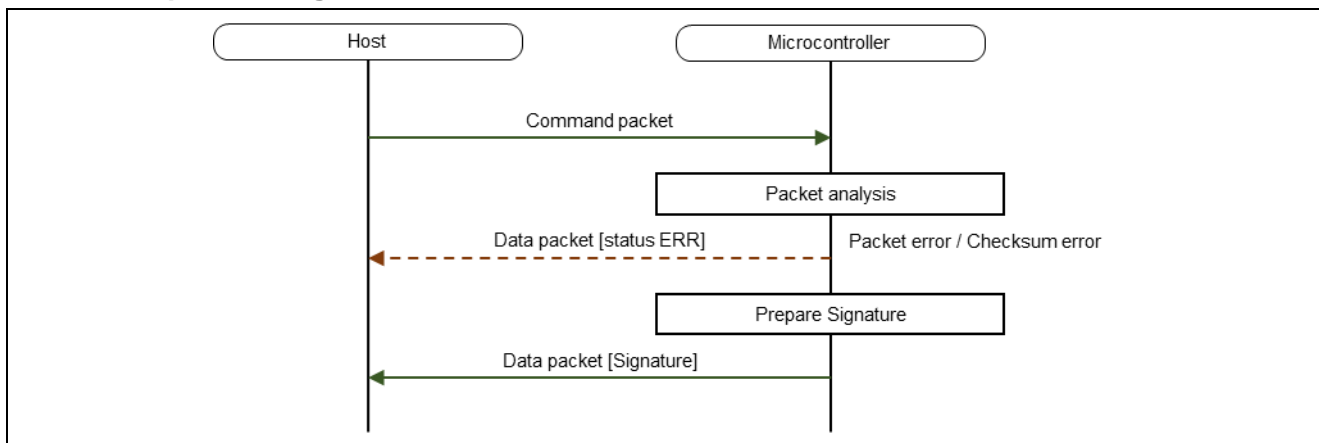 Host
Microcontroller
Command packet
Packet analysis
Data packet [status ERR]
Packet error / Checksum error
Prepare Signature
Data packet [Signature]